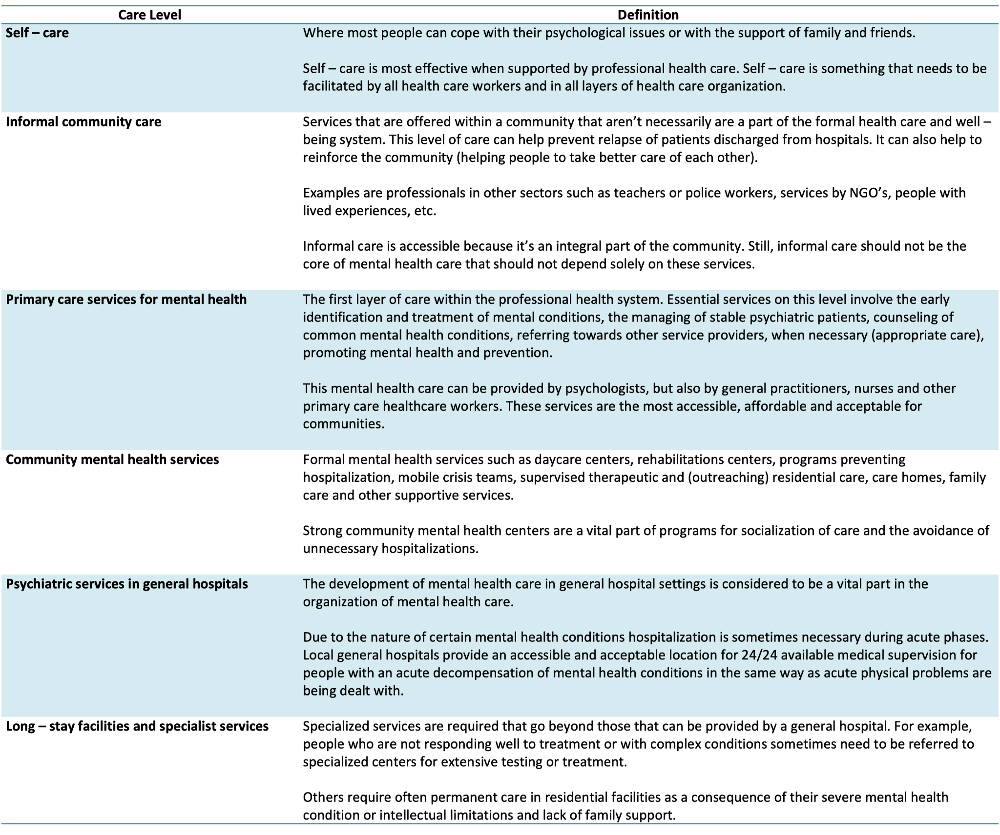 Care Level Definition
Self – care Where most people can cope with their psychological issues or with the support of family and friends.
Self – care is most effective when supported by professional health care. Self – care is something that needs to be
facilitated by all health care workers and in all layers of health care organization.
Informal community care Services that are offered within a community that aren’t necessarily are a part of the formal health care and well –
being system. This level of care can help prevent relapse of patients discharged from hospitals. It can also help to
reinforce the community (helping people to take better care of each other).
Examples are professionals in other sectors such as teachers or police workers, services by NGO’s, people with
lived experiences, etc.
Informal care is accessible because it’s an integral part of the community. Still, informal care should not be the
core of mental health care that should not depend solely on these services.
Primary care services for mental health The first layer of care within the professional health system. Essential services on this level involve the early
identification and treatment of mental conditions, the managing of stable psychiatric patients, counseling of
common mental health conditions, referring towards other service providers, when necessary (appropriate care),
promoting mental health and prevention.
This mental health care can be provided by psychologists, but also by general practitioners, nurses and other
primary care healthcare workers. These services are the most accessible, affordable and acceptable for
communities.
Community mental health services Formal mental health services such as daycare centers, rehabilitations centers, programs preventing
hospitalization, mobile crisis teams, supervised therapeutic and (outreaching) residential care, care homes, family
care and other supportive services.
Strong community mental health centers are a vital part of programs for socialization of care and the avoidance of
unnecessary hospitalizations.
Psychiatric services in general hospitals The development of mental health care in general hospital settings is considered to be a vital part in the
organization of mental health care.
Due to the nature of certain mental health conditions hospitalization is sometimes necessary during acute phases.
Local general hospitals provide an accessible and acceptable location for 24/24 available medical supervision for
people with an acute decompensation of mental health conditions in the same way as acute physical problems are
being dealt with.
Long – stay facilities and specialist services Specialized services are required that go beyond those that can be provided by a general hospital. For example,
people who are not responding well to treatment or with complex conditions sometimes need to be referred to
specialized centers for extensive testing or treatment.
Others require often permanent care in residential facilities as a consequence of their severe mental health
condition or intellectual limitations and lack of family support.